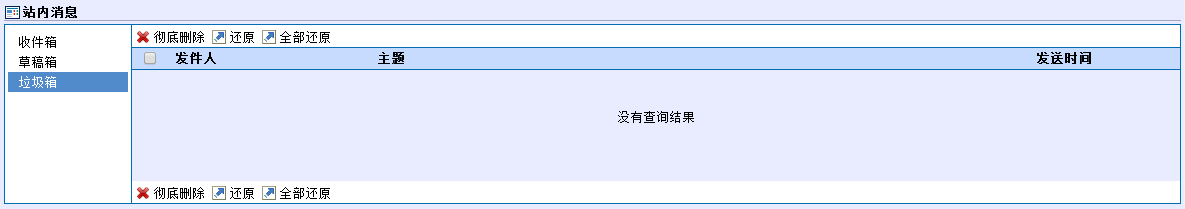 站内消息
收件箱
草稿箱
垃圾箱
彻底删除 还原 全部还原
发件人 主题 发送时间
没有查询结果
彻底删除 还原 全部还原